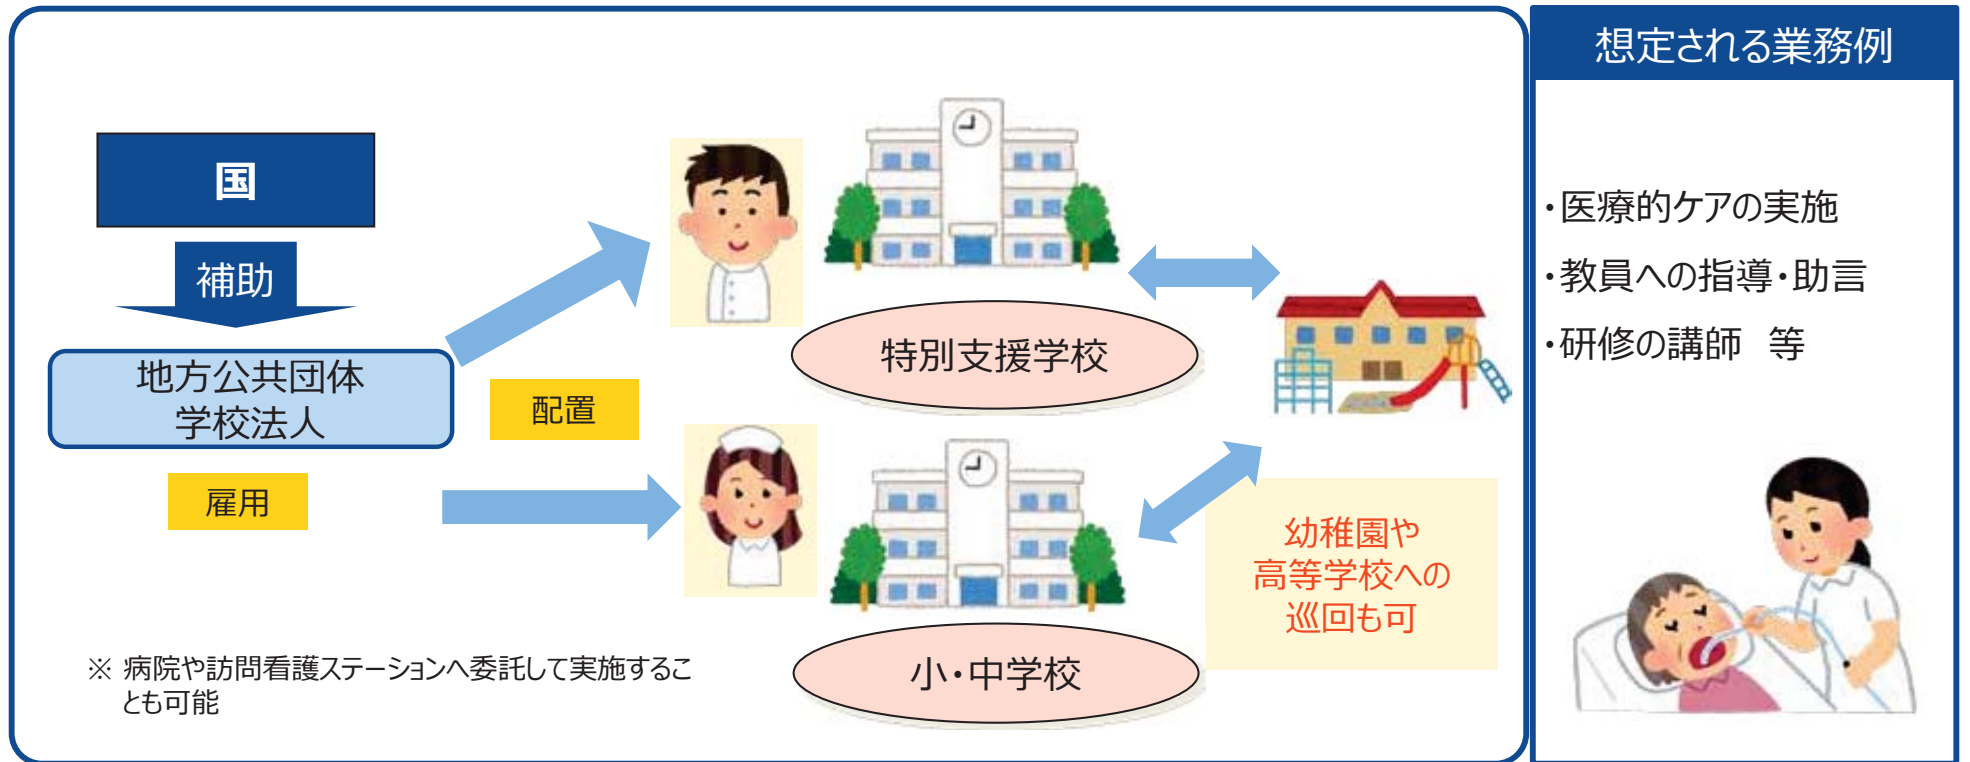 国
補助
地方公共団体
学校法人
雇用
配置
特別支援学校
小・中学校
幼稚園や
高等学校への
巡回も可
※ 病院や訪問看護ステーションへ委託して実施するこ
とも可能
想定される業務例
・医療的ケアの実施
・教員への指導・助言
・研修の講師　等